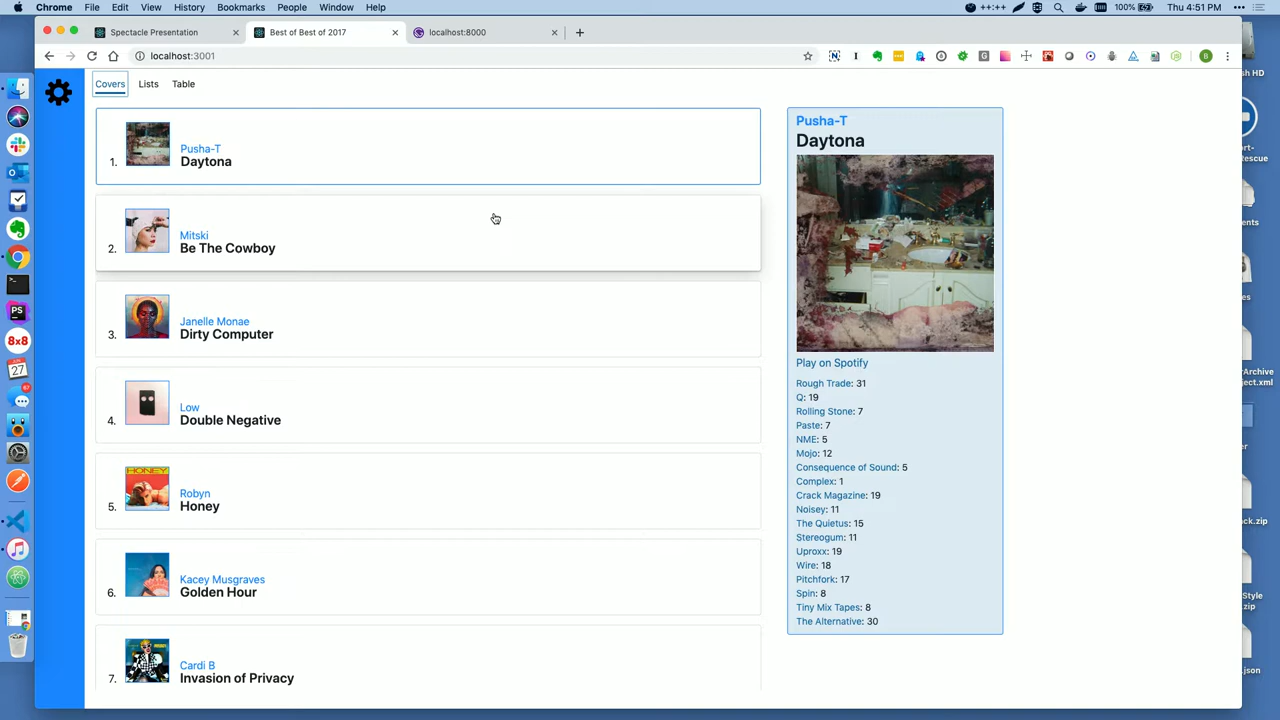 Chrome File Edit View History Bookmarks People Window Help
100% Thu 4:51 PM
Spectacle Presentation
Best of Best of 2017
localhost:8000
localhost:3001
Covers Lists Table
1.
Pusha-T
Daytona
2.
Mitski
Be The Cowboy
3.
Janelle Monae
Dirty Computer
4.
Low
Double Negative
5.
Robyn
Honey
HONEY
6.
Kacey Musgraves
Golden Hour
7.
Cardi B
Invasion of Privacy
Pusha-T
Daytona
Play on Spotify
Rough Trade: 31
Q: 19
Rolling Stone: 7
Paste: 7
NME: 5
Mojo: 12
Consequence of Sound: 5
Complex: 1
Crack Magazine: 19
Noisey: 11
The Quietus: 15
Stereogum: 11
Uproxx: 19
Wire: 18
Pitchfork: 17
Spin: 8
Tiny Mix Tapes: 8
The Alternative: 30
PS
8x8
JUN
27